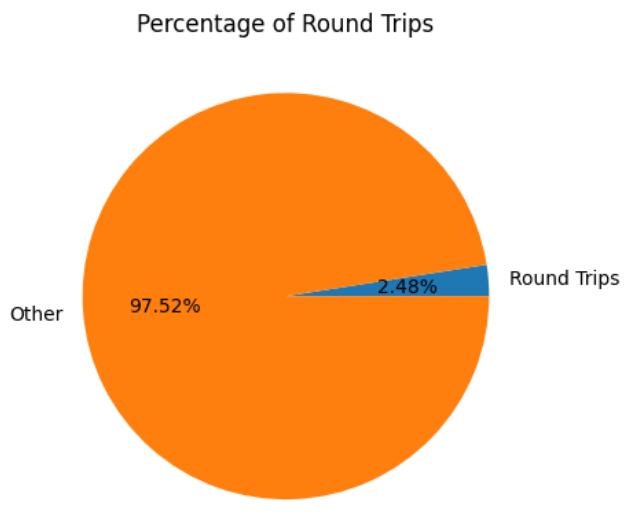 Percentage of Round Trips
2.48%
Round Trips
97.52%
Other